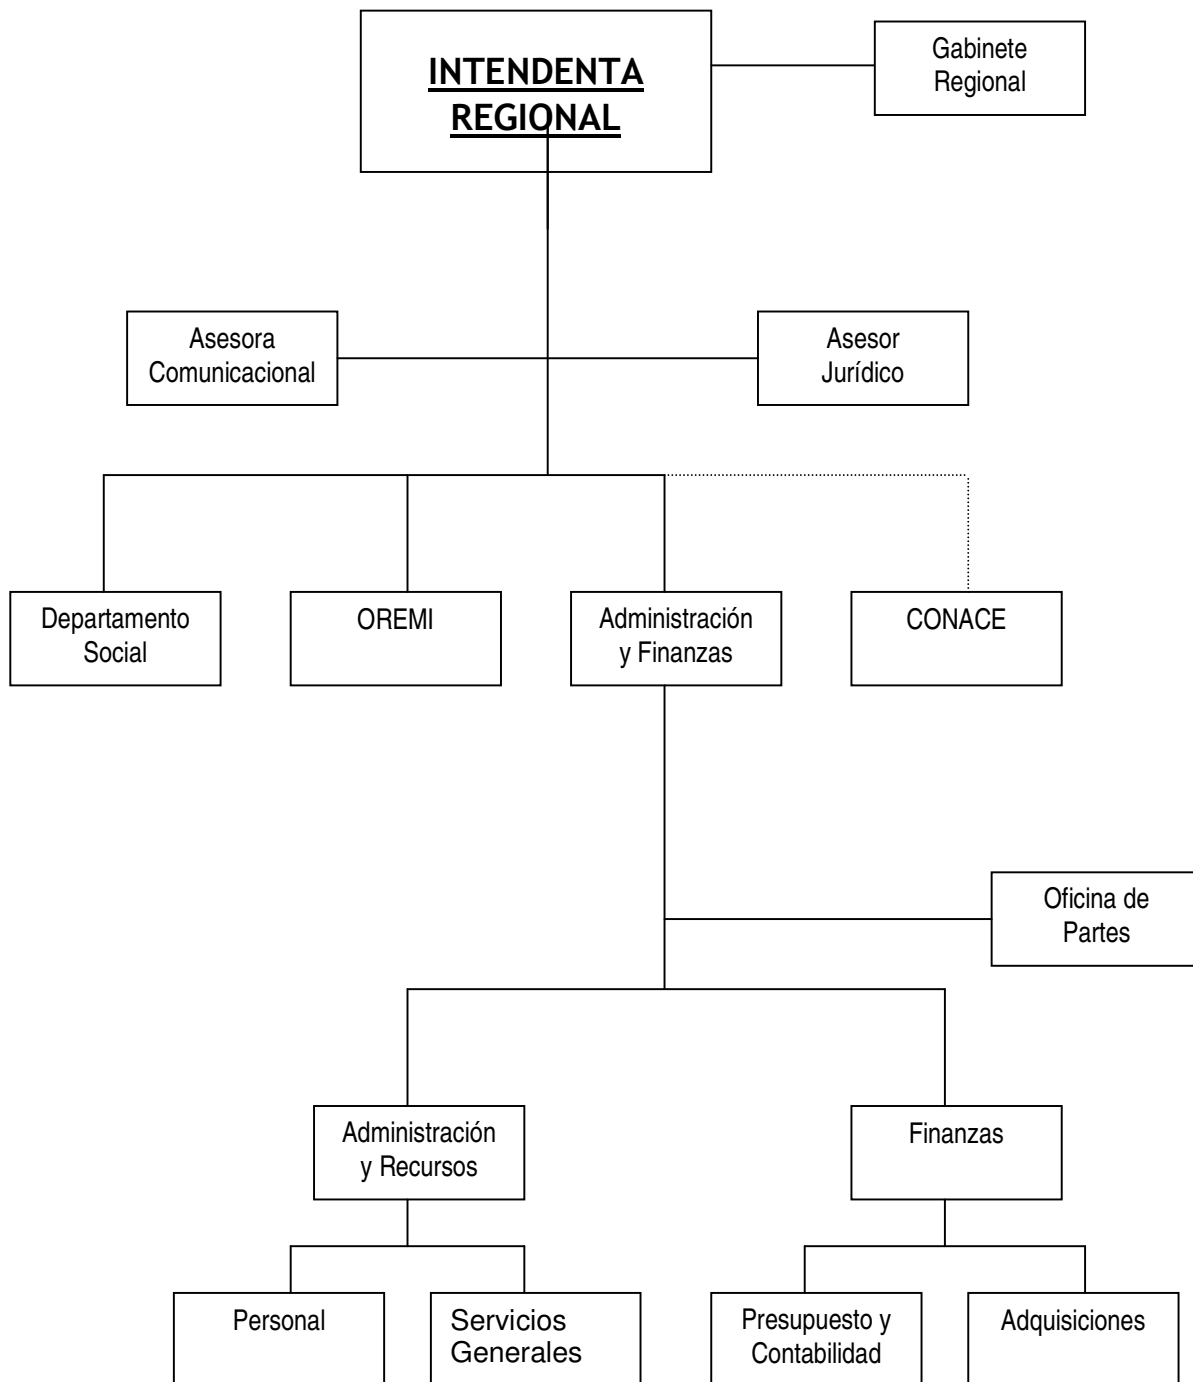 INTENDENTA
REGIONAL
Gabinete
Regional
Asesora
Comunicacional
Asesor
Jurídico
Departamento
Social
OREMI
Administración
y Finanzas
CONACE
Oficina de
Partes
Administración
y Recursos
Finanzas
Personal
Servicios
Generales
Presupuesto y
Contabilidad
Adquisiciones